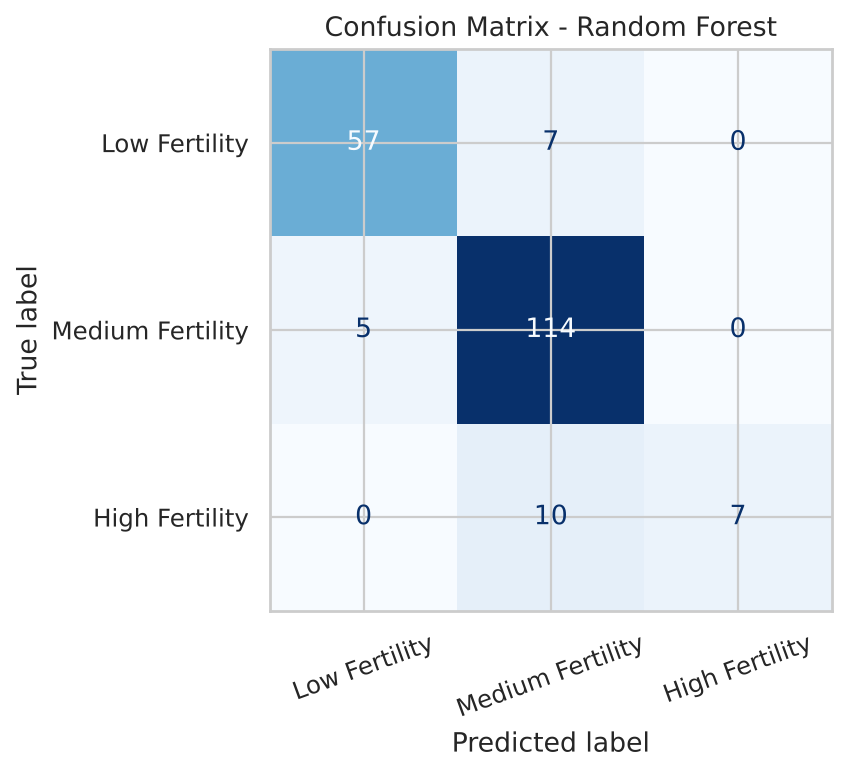 Confusion Matrix - Random Forest
True label
Low Fertility
57 7 0
Medium Fertility
5 114 0
High Fertility
0 10 7
Low Fertility
Medium Fertility
High Fertility
Predicted label